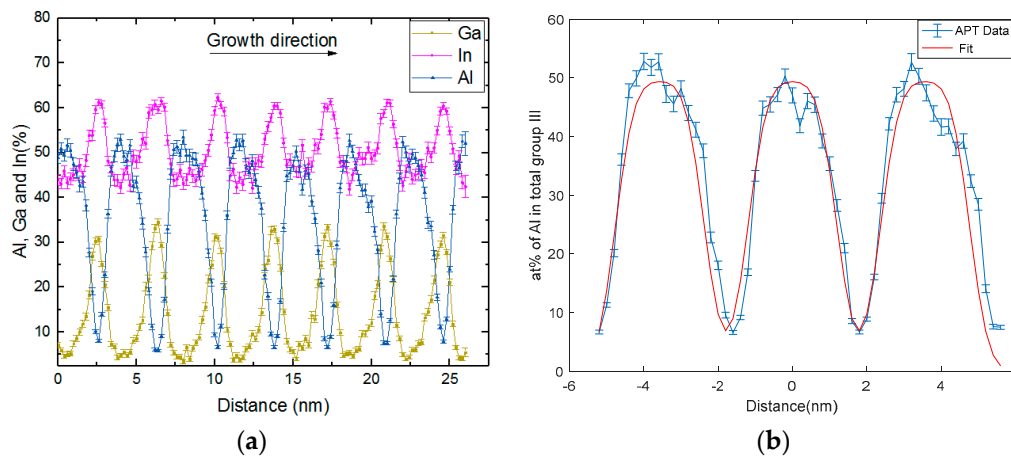 80
70
60
50
40
30
20
10
Al, Ga and In(%)
Growth direction
Ga
In
Al
0 5 10 15 20 25
Distance (nm)
(a)
60
50
40
30
20
10
0
at% of Al in total group III
APT Data
Fit
-6 -4 -2 0 2 4
Distance(nm)
(b)